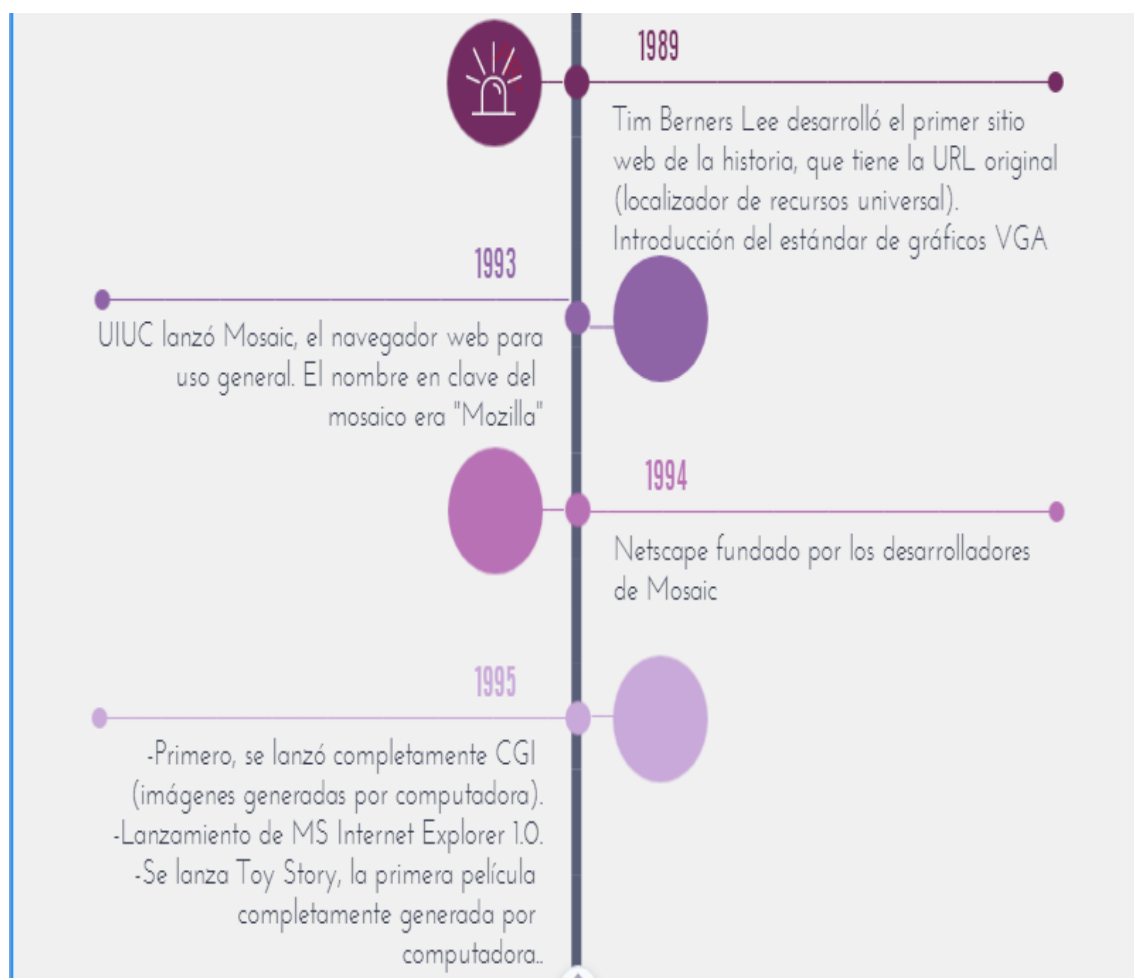 1989
Tim Berners Lee desarrolló el primer sitio
web de la historia, que tiene la URL original
(localizador de recursos universal).
Introducción del estándar de gráficos VGA
1993
UIUC lanzó Mosaic, el navegador web para
uso general. El nombre en clave del
mosaico era "Mozilla"
1994
Netscape fundado por los desarrolladores
de Mosaic
1995
-Primero, se lanzó completamente CGI
(imágenes generadas por computadora).
-Lanzamiento de MS Internet Explorer 1.0.
-Se lanza Toy Story, la primera película
completamente generada por
computadora..